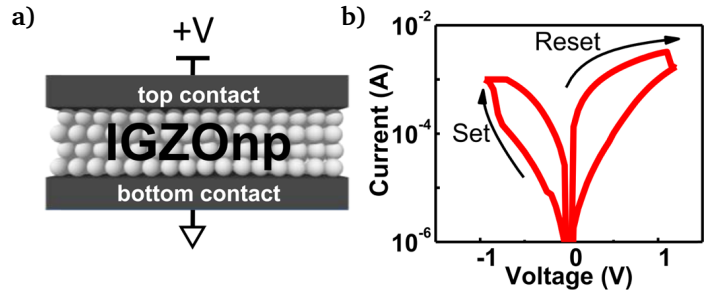 a)
+V
top contact
IGZOnp
bottom contact
b)
10⁻²
10⁻⁴
10⁻⁶
Current (A)
Reset
Set
-1 0 1
Voltage (V)